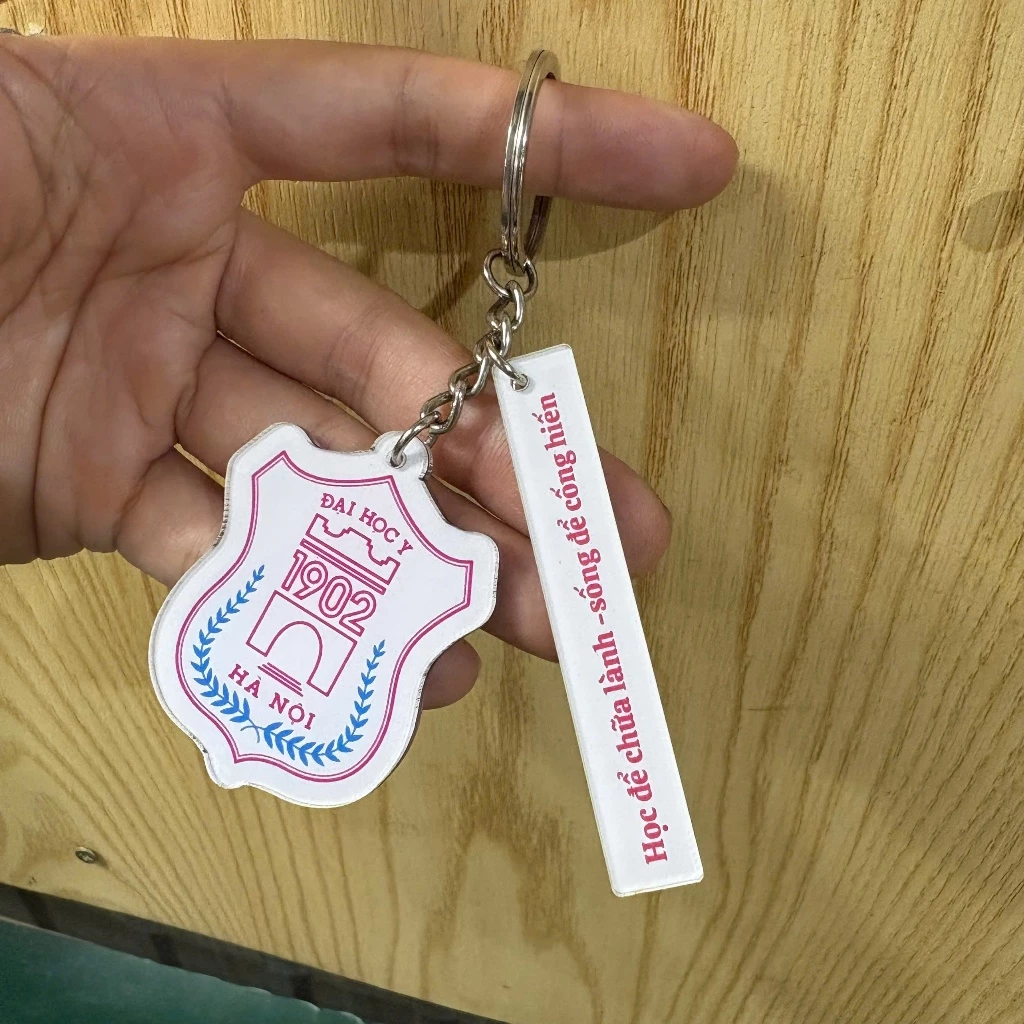 ĐẠI HỌC Y
1902
HÀ NỘI
Học để chữa lành -sống để cống hiến